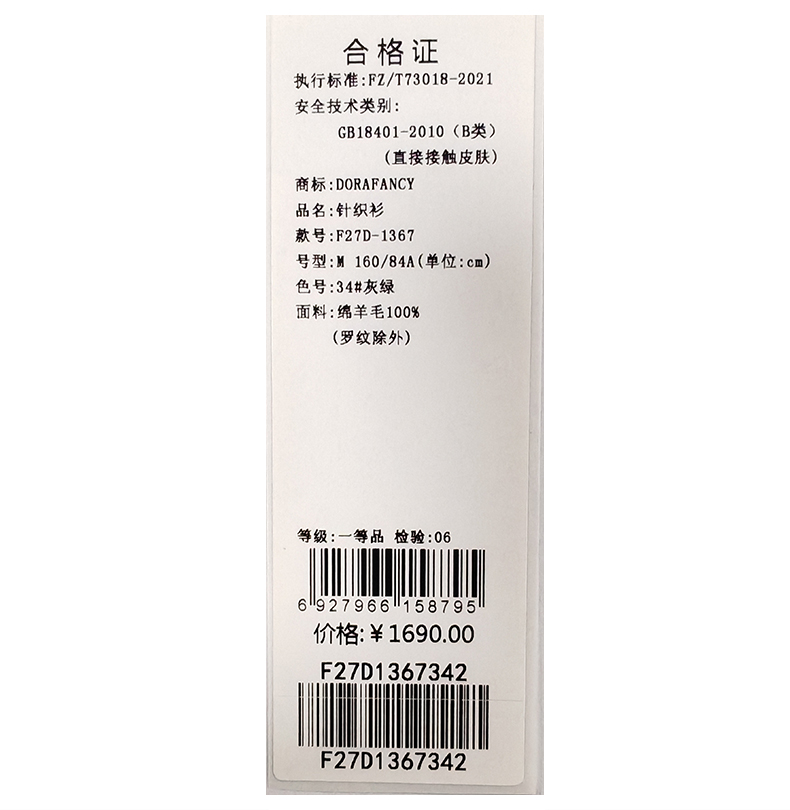 合格证
执行标准:FZ/T73018-2021
安全技术类别:
GB18401-2010（B类）
(直接接触皮肤)
商标:DORAFANCY
品名:针织衫
款号:F27D-1367
号型:M 160/84A(单位:cm)
色号:34#灰绿
面料:绵羊毛100%
(罗纹除外)
等级:一等品 检验:06
6 927966 158795
价格:¥1690.00
F27D1367342
F27D1367342